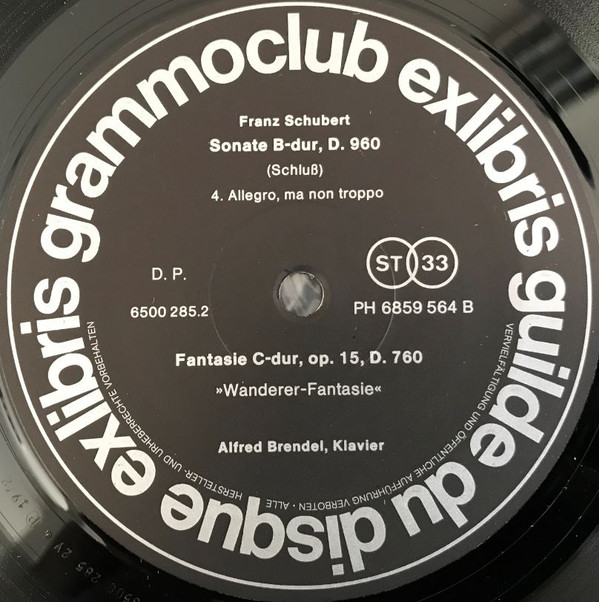 grammoclub exlibris guilde du disque ex libris
Franz Schubert
Sonate B-dur, D. 960
(Schluß)
4. Allegro, ma non troppo
D. P.
ST 33
6500 285.2
PH 6859 564 B
Fantasie C-dur, op. 15, D. 760
»Wanderer-Fantasie«
Alfred Brendel, Klavier
VERVIELFÄLTIGUNG UND ÖFFENTLICHE AUFFÜHRUNG VERBOTEN · ALLE HERSTELLER- UND URHEBERRECHTE VORBEHALTEN